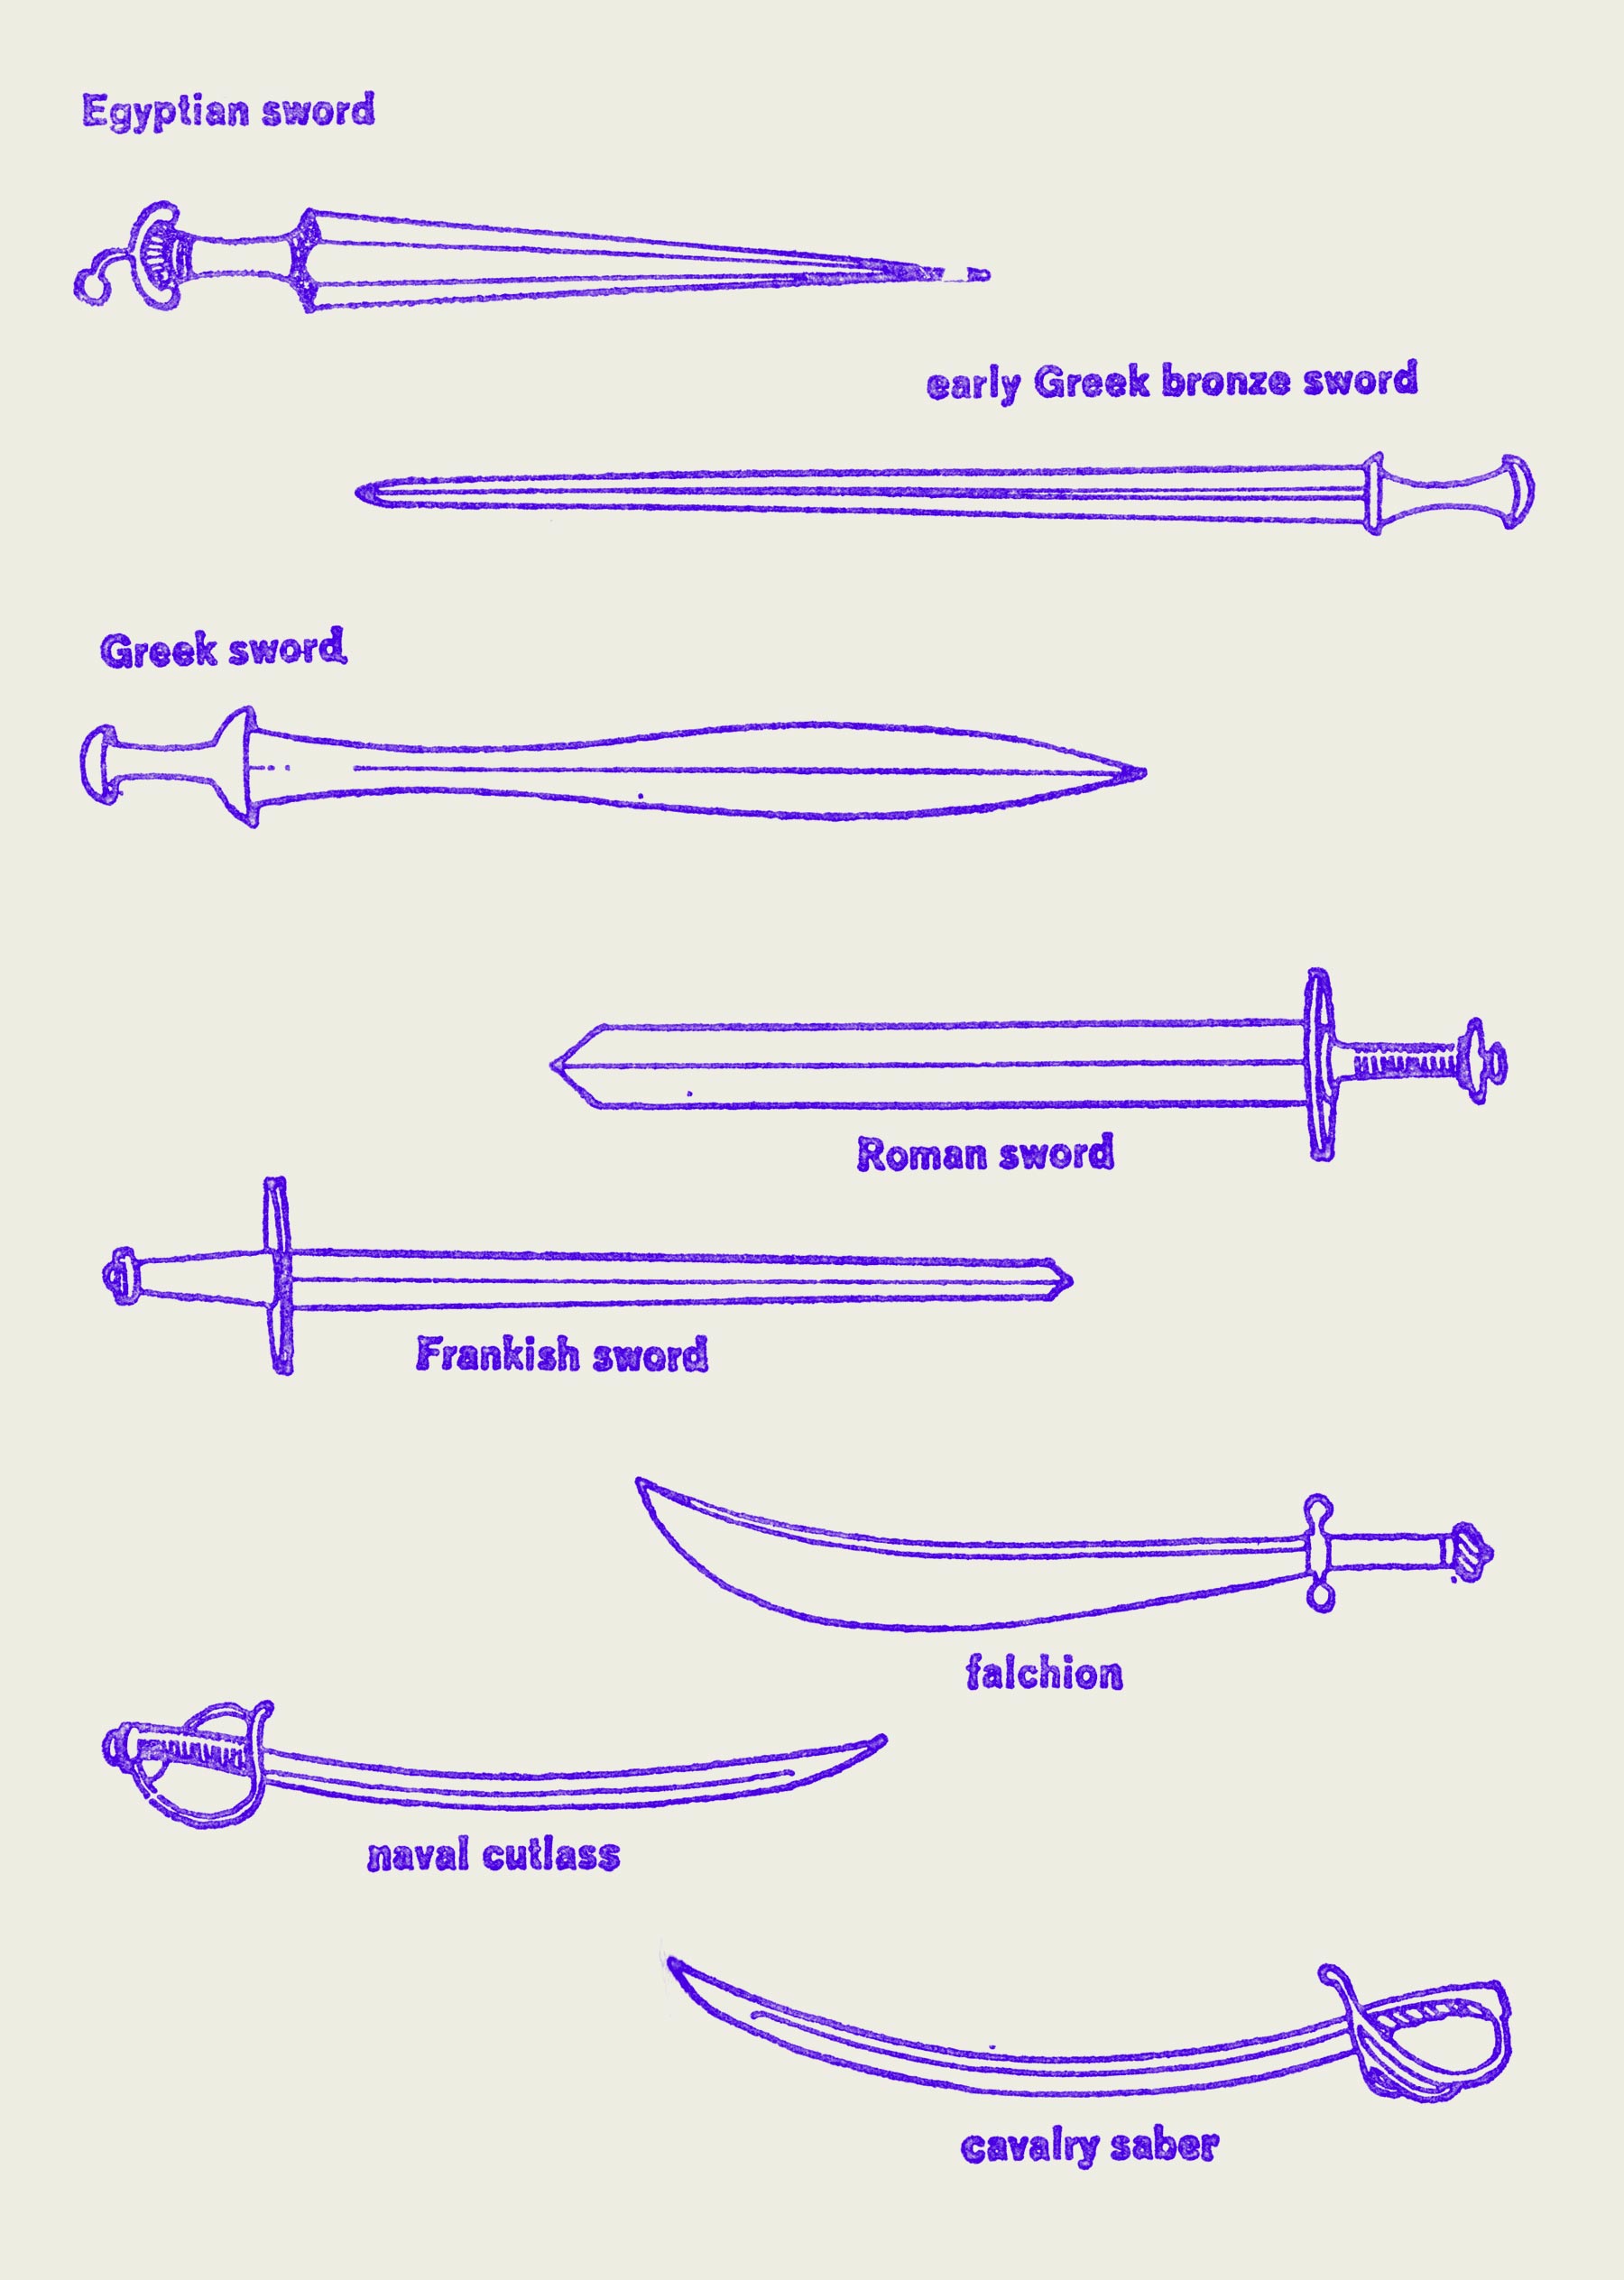 Egyptian sword
early Greek bronze sword
Greek sword
Roman sword
Frankish sword
falchion
naval cutlass
cavalry saber